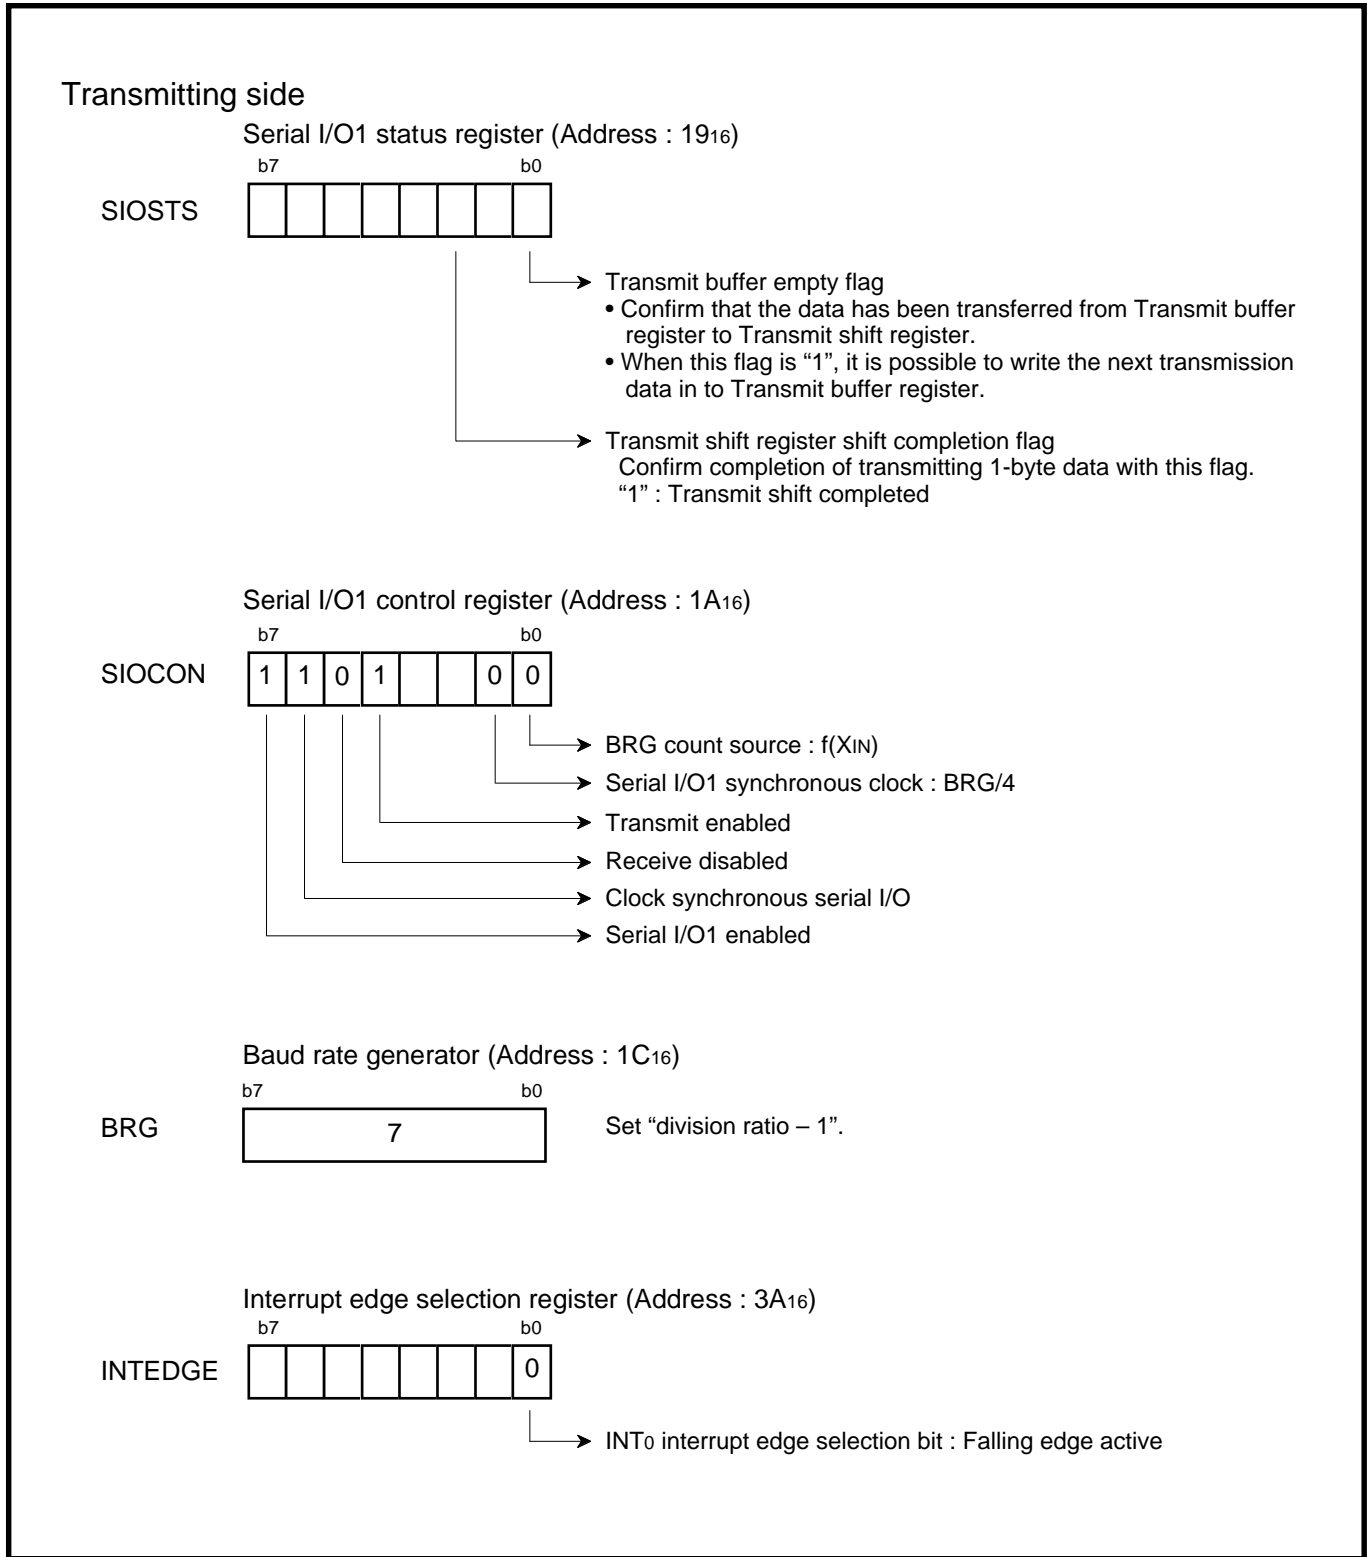 Transmitting side
Serial I/O1 status register (Address : 1916)
b7 b0
SIOSTS
Transmit buffer empty flag
• Confirm that the data has been transferred from Transmit buffer
register to Transmit shift register.
• When this flag is “1”, it is possible to write the next transmission
data in to Transmit buffer register.
Transmit shift register shift completion flag
Confirm completion of transmitting 1-byte data with this flag.
“1” : Transmit shift completed
Serial I/O1 control register (Address : 1A16)
b7 b0
SIOCON 1 1 0 1 0 0
BRG count source : f(XIN)
Serial I/O1 synchronous clock : BRG/4
Transmit enabled
Receive disabled
Clock synchronous serial I/O
Serial I/O1 enabled
Baud rate generator (Address : 1C16)
b7 b0
BRG 7 Set “division ratio – 1”.
Interrupt edge selection register (Address : 3A16)
b7 b0
INTEDGE 0
INT0 interrupt edge selection bit : Falling edge active